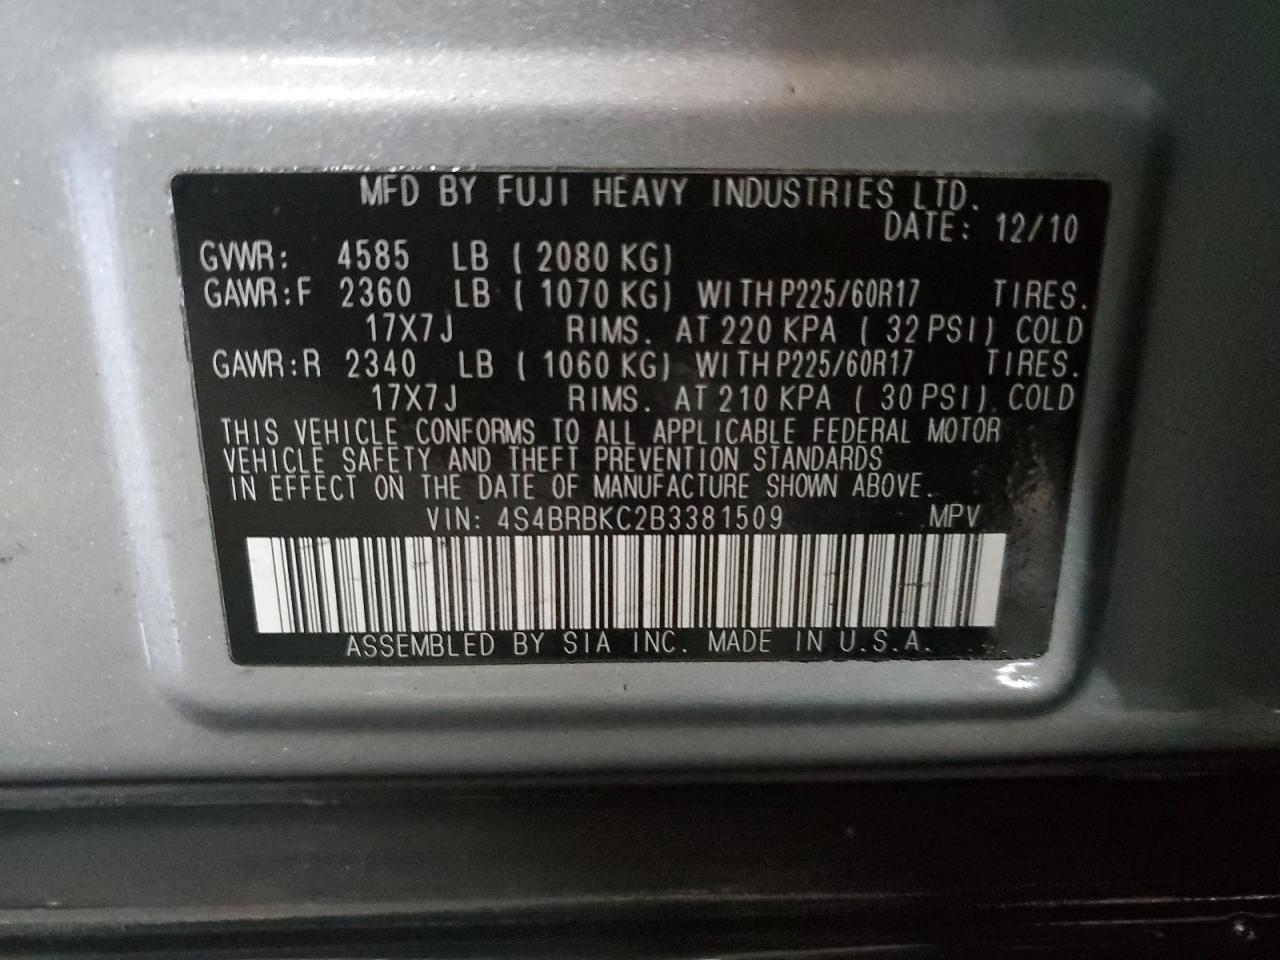 MFD BY FUJI HEAVY INDUSTRIES LTD.
DATE: 12/10
GVWR: 4585 LB ( 2080 KG)
GAWR:F 2360 LB ( 1070 KG) WITH P225/60R17 TIRES.
17X7J RIMS. AT 220 KPA ( 32 PSI) COLD
GAWR:R 2340 LB ( 1060 KG) WITH P225/60R17 TIRES.
17X7J RIMS. AT 210 KPA ( 30 PSI) COLD
THIS VEHICLE CONFORMS TO ALL APPLICABLE FEDERAL MOTOR
VEHICLE SAFETY AND THEFT PREVENTION STANDARDS
IN EFFECT ON THE DATE OF MANUFACTURE SHOWN ABOVE.
VIN: 4S4BRBKC2B3381509 MPV
ASSEMBLED BY SIA INC. MADE IN U.S.A.